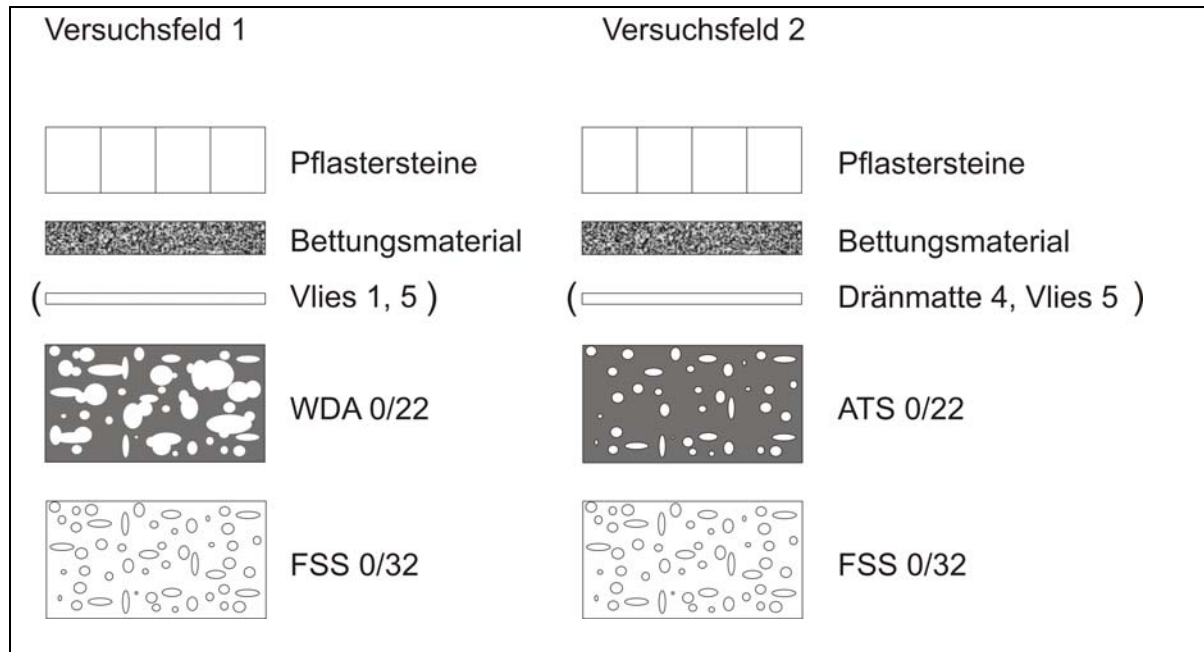 Versuchsfeld 1
Pflastersteine
Bettungsmaterial
( Vlies 1, 5 )
WDA 0/22
FSS 0/32
Versuchsfeld 2
Pflastersteine
Bettungsmaterial
( Dränmatte 4, Vlies 5 )
ATS 0/22
FSS 0/32